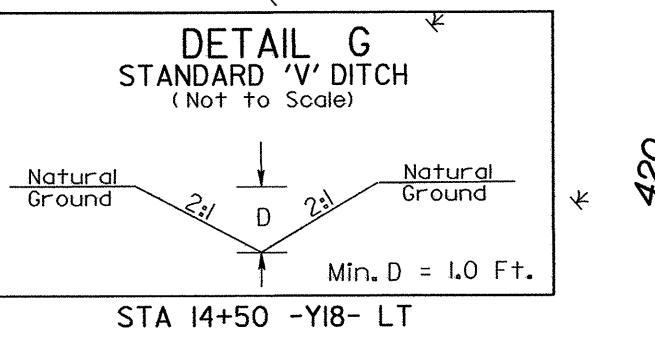 DETAIL G
STANDARD 'V' DITCH
(Not to Scale)
Natural
Ground
2:1
D
2:1
Natural
Ground
Min. D = 1.0 Ft.
STA 14+50 -Y18- LT
420